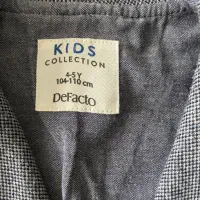 KIDS
COLLECTION
4-5 Y
104-110 cm
DeFacto